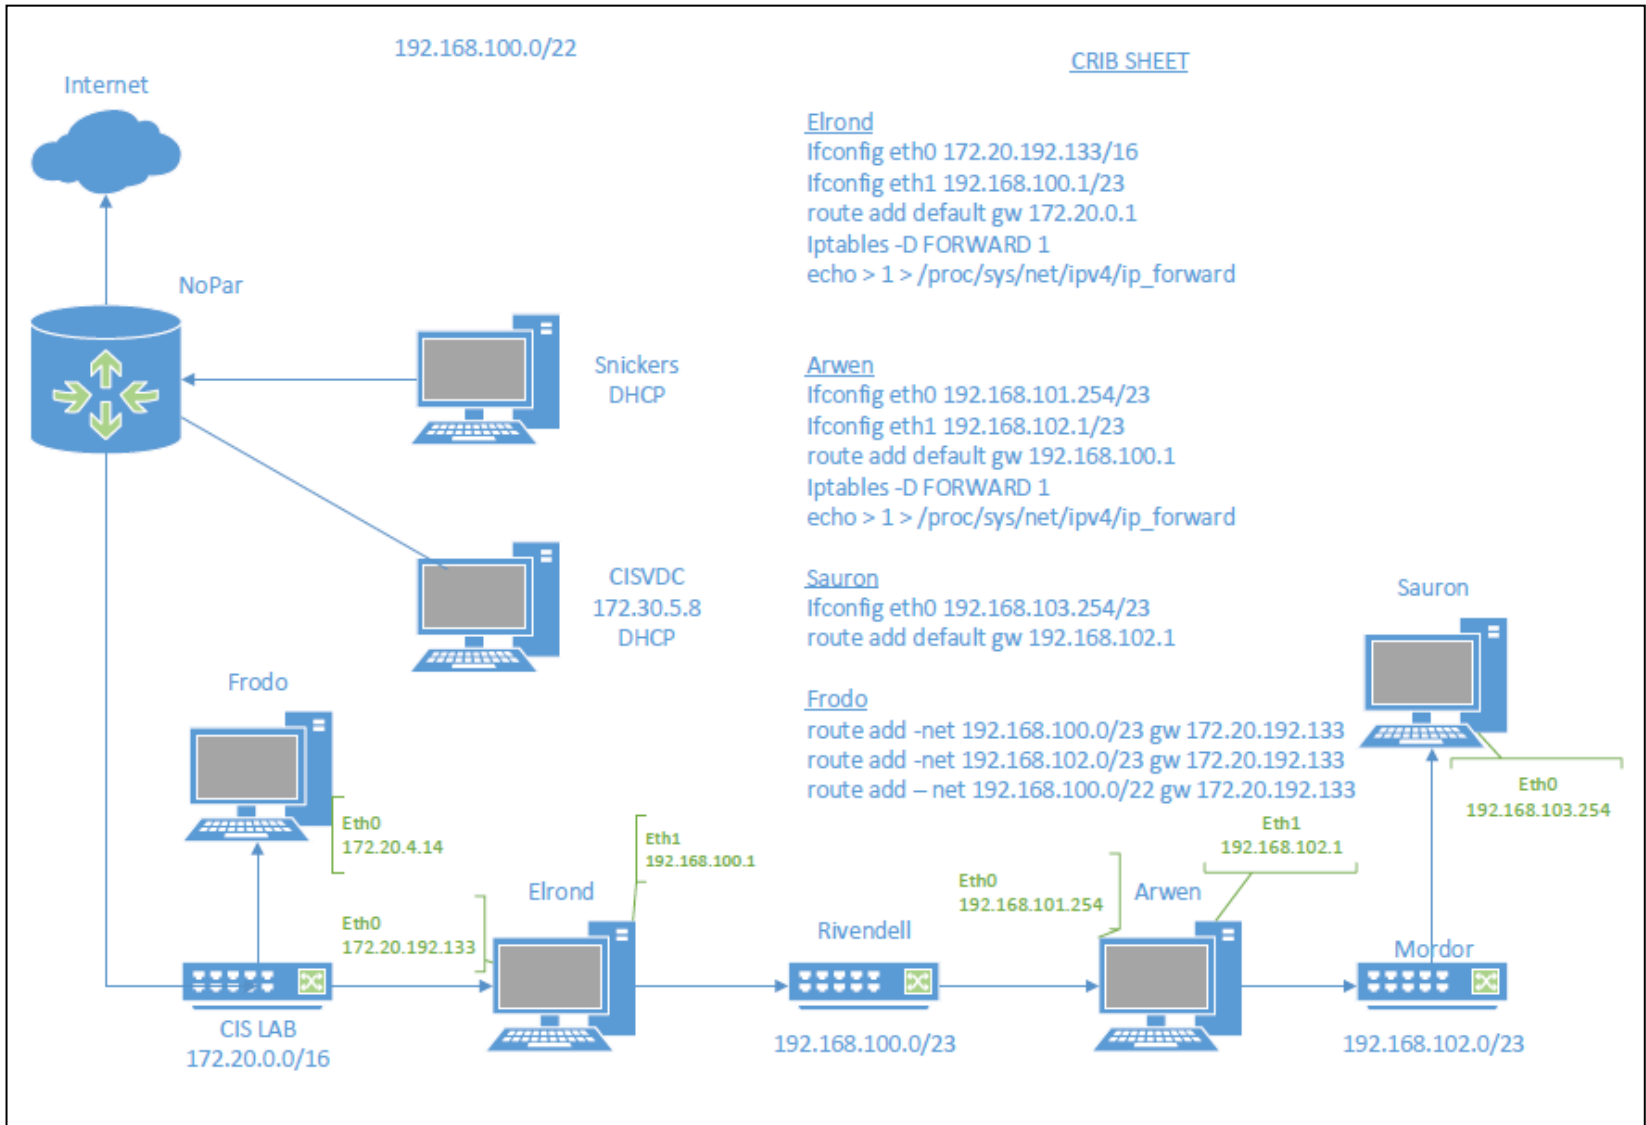 192.168.100.0/22
CRIB SHEET
Internet
Elrond
Ifconfig eth0 172.20.192.133/16
Ifconfig eth1 192.168.100.1/23
route add default gw 172.20.0.1
Iptables -D FORWARD 1
echo > 1 > /proc/sys/net/ipv4/ip_forward
NoPar
Snickers
DHCP
Arwen
Ifconfig eth0 192.168.101.254/23
Ifconfig eth1 192.168.102.1/23
route add default gw 192.168.100.1
Iptables -D FORWARD 1
echo > 1 > /proc/sys/net/ipv4/ip_forward
CISVDC
172.30.5.8
DHCP
Sauron
Ifconfig eth0 192.168.103.254/23
route add default gw 192.168.102.1
Sauron
Frodo
Frodo
route add -net 192.168.100.0/23 gw 172.20.192.133
route add -net 192.168.102.0/23 gw 172.20.192.133
route add – net 192.168.100.0/22 gw 172.20.192.133
Eth0
192.168.103.254
Eth0
172.20.4.14
Eth1
192.168.100.1
Eth1
192.168.102.1
Eth0
192.168.101.254
Elrond
Arwen
Eth0
172.20.192.133
Rivendell
Mordor
CIS LAB
172.20.0.0/16
192.168.100.0/23
192.168.102.0/23